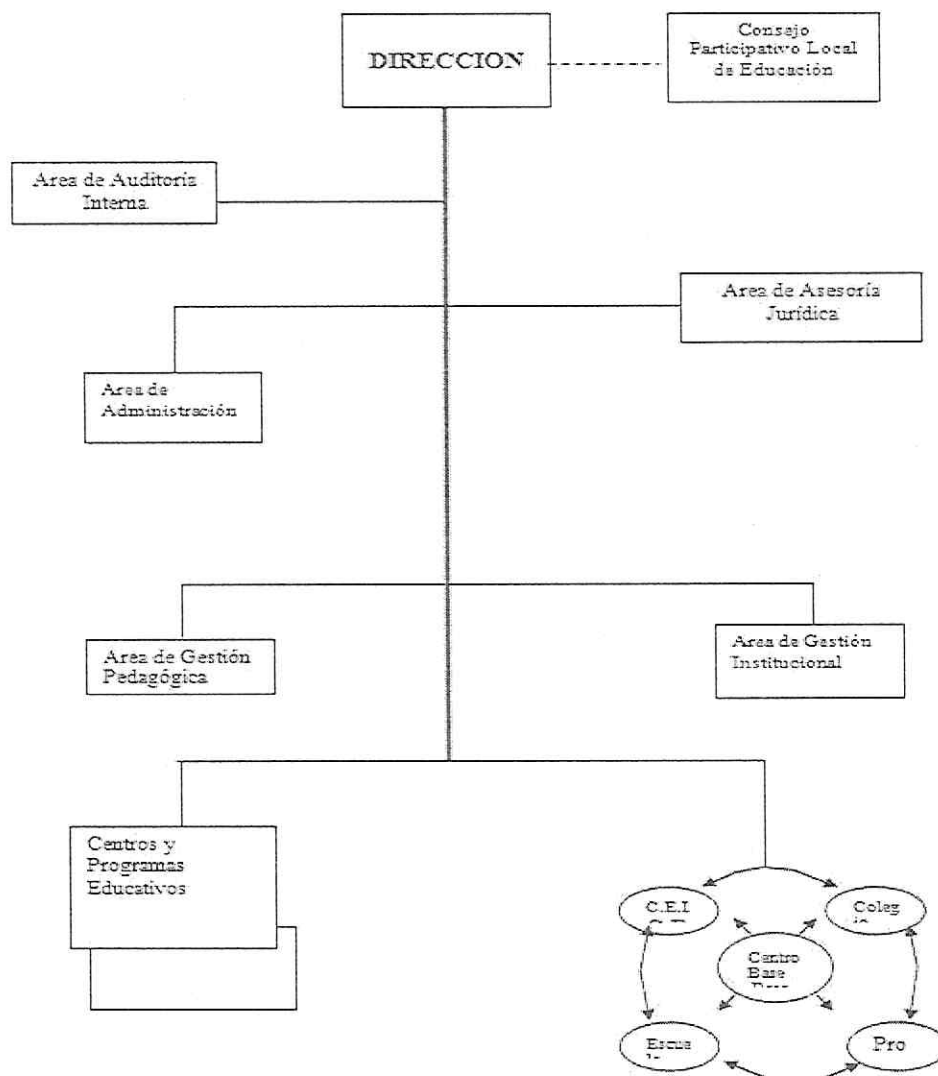 DIRECCION
Consejo
Participativo Local
de Educación
Area de Auditoría
Interna
Area de Asesoría
Jurídica
Area de
Administración
Area de Gestión
Pedagógica
Area de Gestión
Institucional
Centros y
Programas
Educativos
C.E.I
Coleg
Centro
Base
Escue
Pro